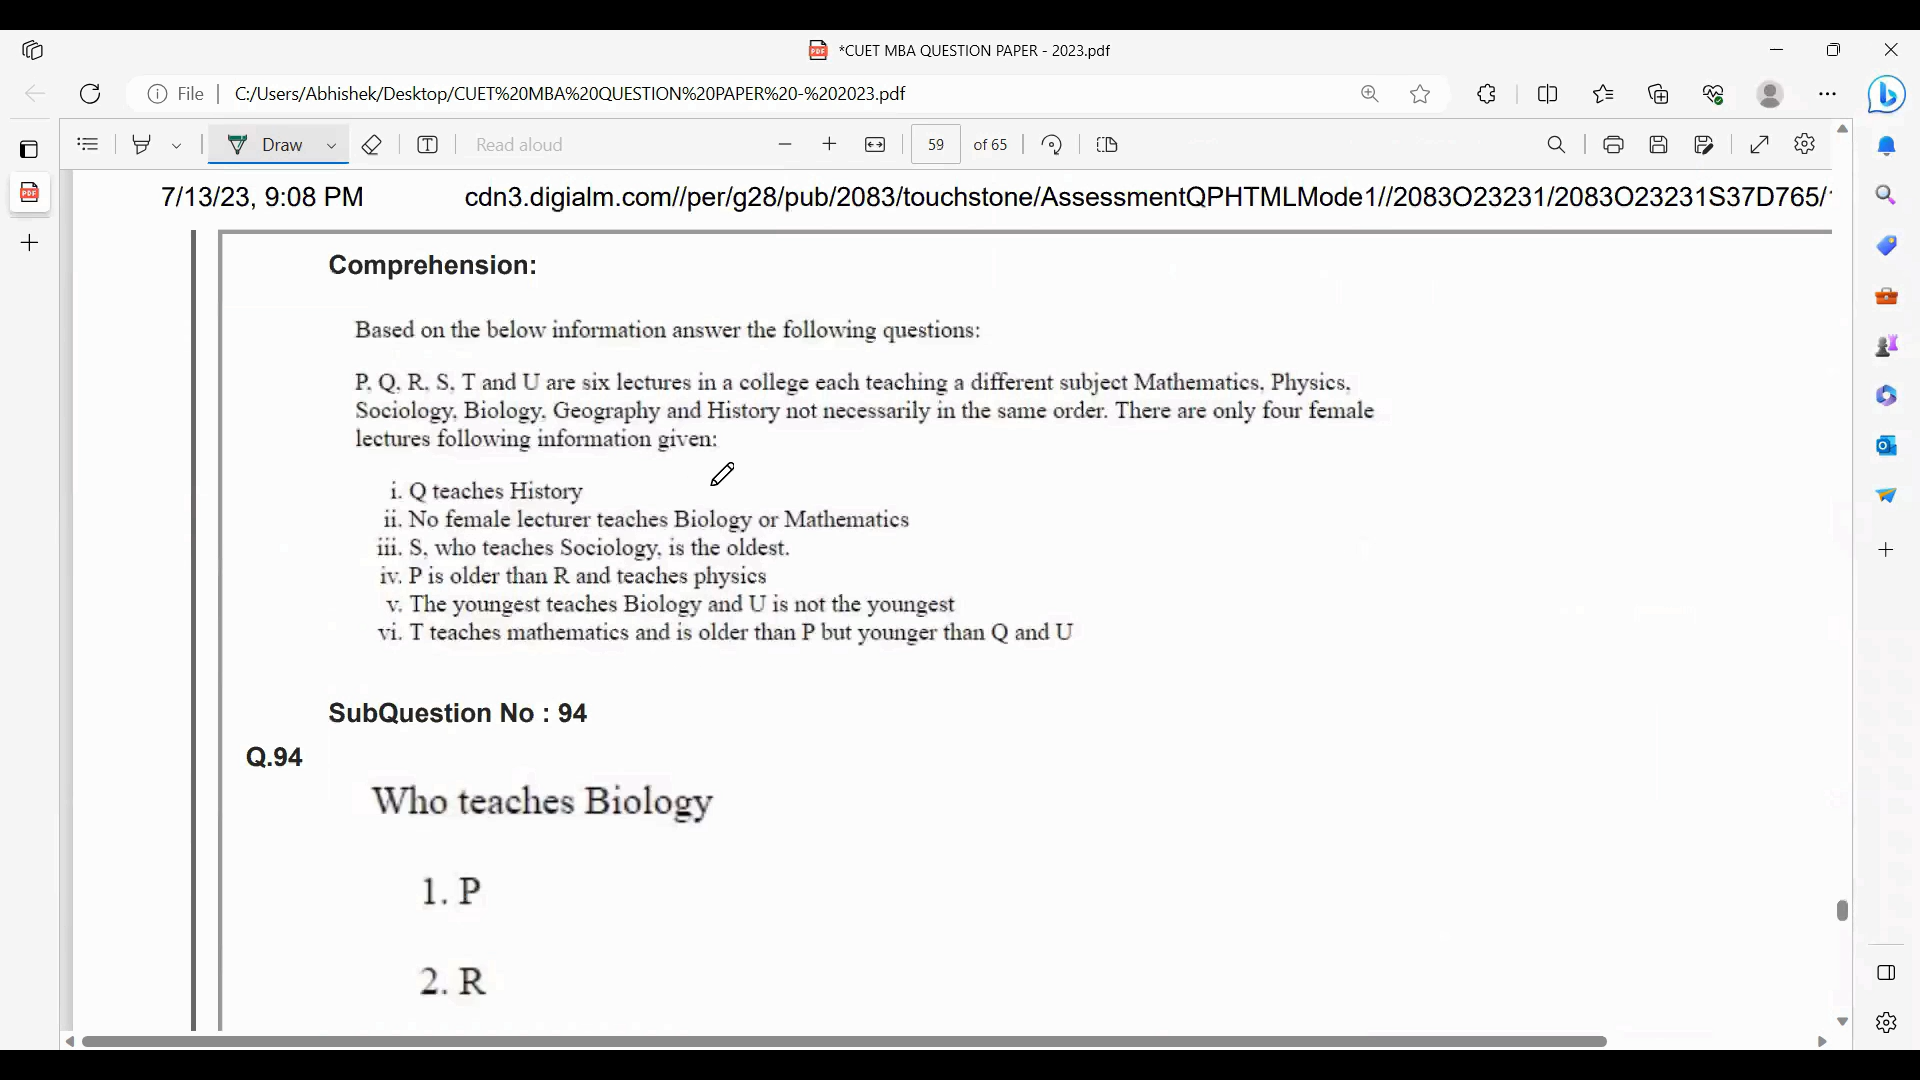 *CUET MBA QUESTION PAPER - 2023.pdf
File C:/Users/Abhishek/Desktop/CUET%20MBA%20QUESTION%20PAPER%20-%202023.pdf
Draw Read aloud 59 of 65
7/13/23, 9:08 PM cdn3.digialm.com//per/g28/pub/2083/touchstone/AssessmentQPHTMLMode1//2083O23231/2083O23231S37D765/1
Comprehension:
Based on the below information answer the following questions:
P, Q, R, S, T and U are six lectures in a college each teaching a different subject Mathematics, Physics,
Sociology, Biology, Geography and History not necessarily in the same order. There are only four female
lectures following information given:
i. Q teaches History
ii. No female lecturer teaches Biology or Mathematics
iii. S, who teaches Sociology, is the oldest.
iv. P is older than R and teaches physics
v. The youngest teaches Biology and U is not the youngest
vi. T teaches mathematics and is older than P but younger than Q and U
SubQuestion No : 94
Q.94
Who teaches Biology
1. P
2. R